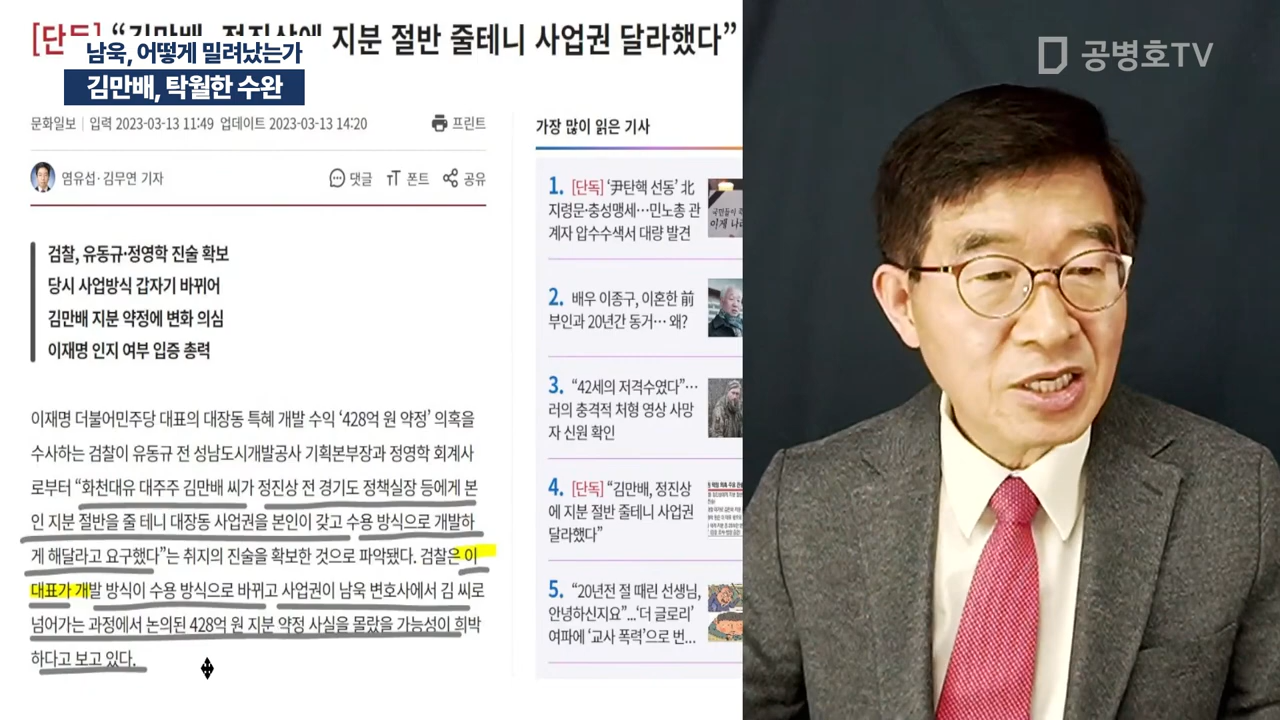 [단독] “김만배, 정진상에 지분 절반 줄테니 사업권 달라했다”
남욱, 어떻게 밀려났는가
김만배, 탁월한 수완
공병호TV
문화일보 | 입력 2023-03-13 11:49 업데이트 2023-03-13 14:20
프린트
염유섭·김무연 기자
댓글 TT 폰트 공유
검찰, 유동규·정영학 진술 확보
당시 사업방식 갑자기 바뀌어
김만배 지분 약정에 변화 의심
이재명 인지 여부 입증 총력
이재명 더불어민주당 대표의 대장동 특혜 개발 수익 ‘428억 원 약정’ 의혹을
수사하는 검찰이 유동규 전 성남도시개발공사 기획본부장과 정영학 회계사
로부터 “화천대유 대주주 김만배 씨가 정진상 전 경기도 정책실장 등에게 본
인 지분 절반을 줄 테니 대장동 사업권을 본인이 갖고 수용 방식으로 개발하
게 해달라고 요구했다”는 취지의 진술을 확보한 것으로 파악됐다. 검찰은 이
대표가 개발 방식이 수용 방식으로 바뀌고 사업권이 남욱 변호사에서 김 씨로
넘어가는 과정에서 논의된 428억 원 지분 약정 사실을 몰랐을 가능성이 희박
하다고 보고 있다.
가장 많이 읽은 기사
1. [단독] ‘尹탄핵 선동’ 北
지령문·충성맹세…민노총 관
계자 압수수색서 대량 발견
2. 배우 이종구, 이혼한 前
부인과 20년간 동거… 왜?
3. “42세의 저격수였다”…
러의 충격적 처형 영상 사망
자 신원 확인
4. [단독] “김만배, 정진상
에 지분 절반 줄테니 사업권
달라했다”
5. “20년전 절 때린 선생님,
안녕하신지요”...‘더 글로리’
여파에 ‘교사 폭력’으로 번...